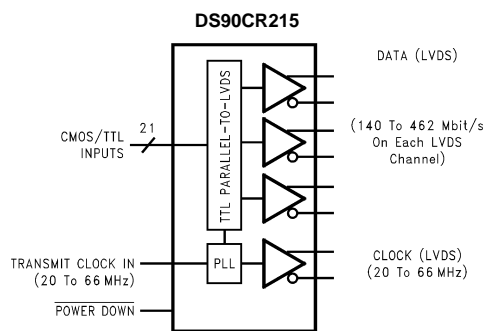 DS90CR215
DATA (LVDS)
TTL PARALLEL-TO-LVDS
21
CMOS/TTL
INPUTS
(140 To 462 Mbit/s
On Each LVDS
Channel)
TRANSMIT CLOCK IN
(20 To 66 MHz)
PLL
CLOCK (LVDS)
(20 To 66 MHz)
POWER DOWN